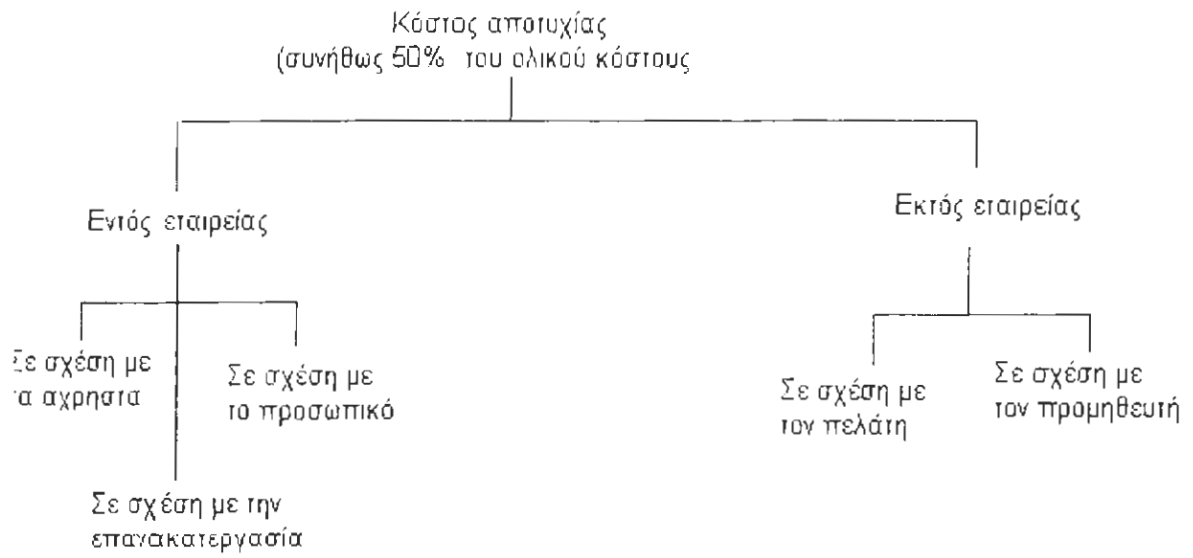 Κόστος αποτυχίας
(συνήθως 50% του ολικού κόστους
Εντός εταιρείας
Εκτός εταιρείας
Σε σχέση με
τα αχρηστα
Σε σχέση με
το προσωπικό
Σε σχέση με την
επανακατεργασία
Σε σχέση με
τον πελάτη
Σε σχέση με
τον προμηθευτή